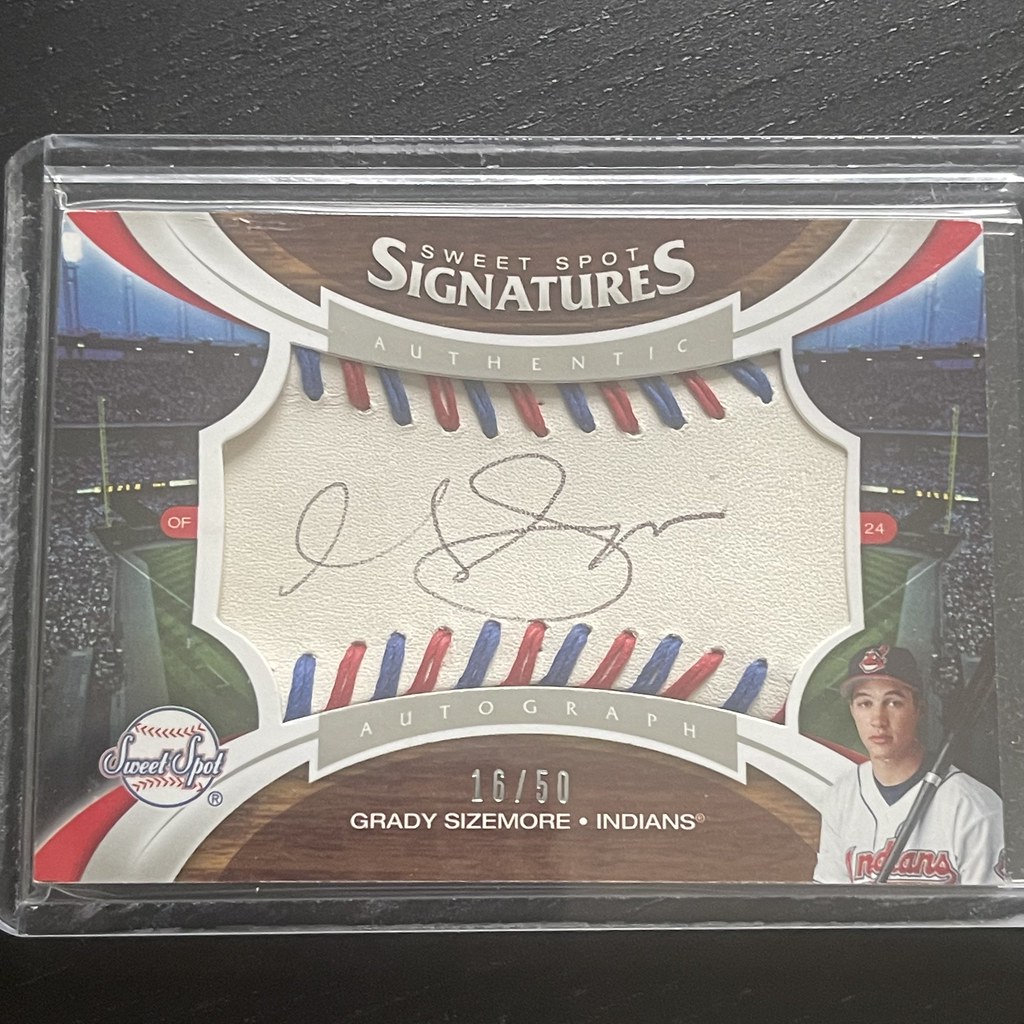 SWEET SPOT
SIGNATURES
AUTHENTIC
OF
24
AUTOGRAPH
Sweet Spot
®
16/50
GRADY SIZEMORE • INDIANS®
Indians